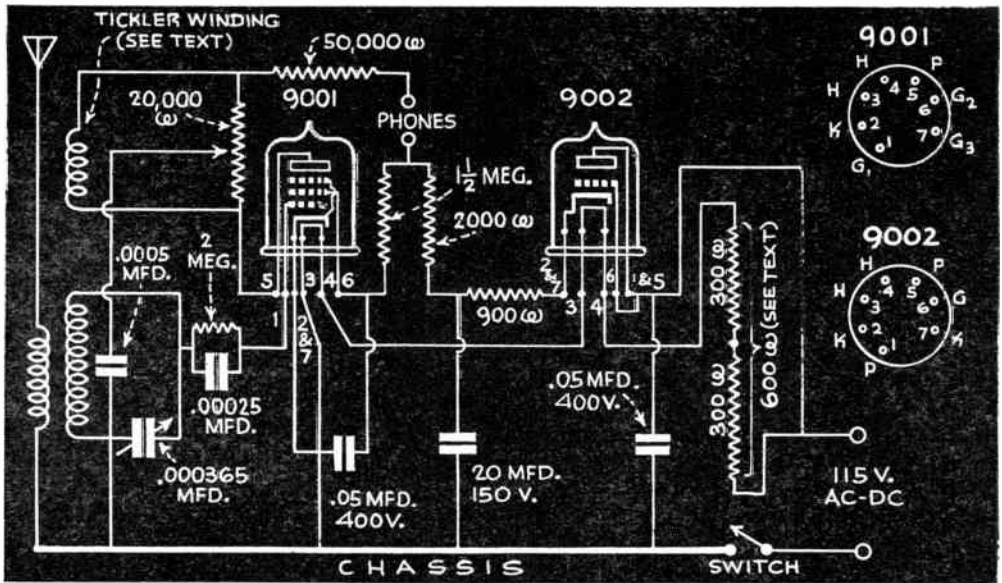 TICKLER WINDING
(SEE TEXT)
50,000 ω
20,000
ω
9001
PHONES
9002
1 1/2 MEG.
2000 ω
9001
H
P
H
4
5
3
6
G2
K
2
7
G3
1
G1
.0005
MFD.
2
MEG.
5
1
2
&
7
3
4
6
900 ω
2
&
7
3
4
6
1&5
300 ω
300 ω
600 ω (SEE TEXT)
9002
H
P
H
4
5
3
6
G
K
2
7
K
1
P
.00025
MFD.
.000365
MFD.
.05 MFD.
400V.
20 MFD.
150 V.
.05 MFD.
400V.
115 V.
AC-DC
CHASSIS
SWITCH